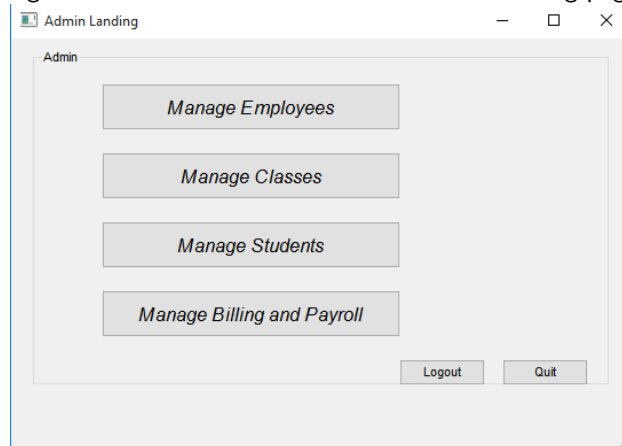 Admin Landing
Admin
Manage Employees
Manage Classes
Manage Students
Manage Billing and Payroll
Logout Quit